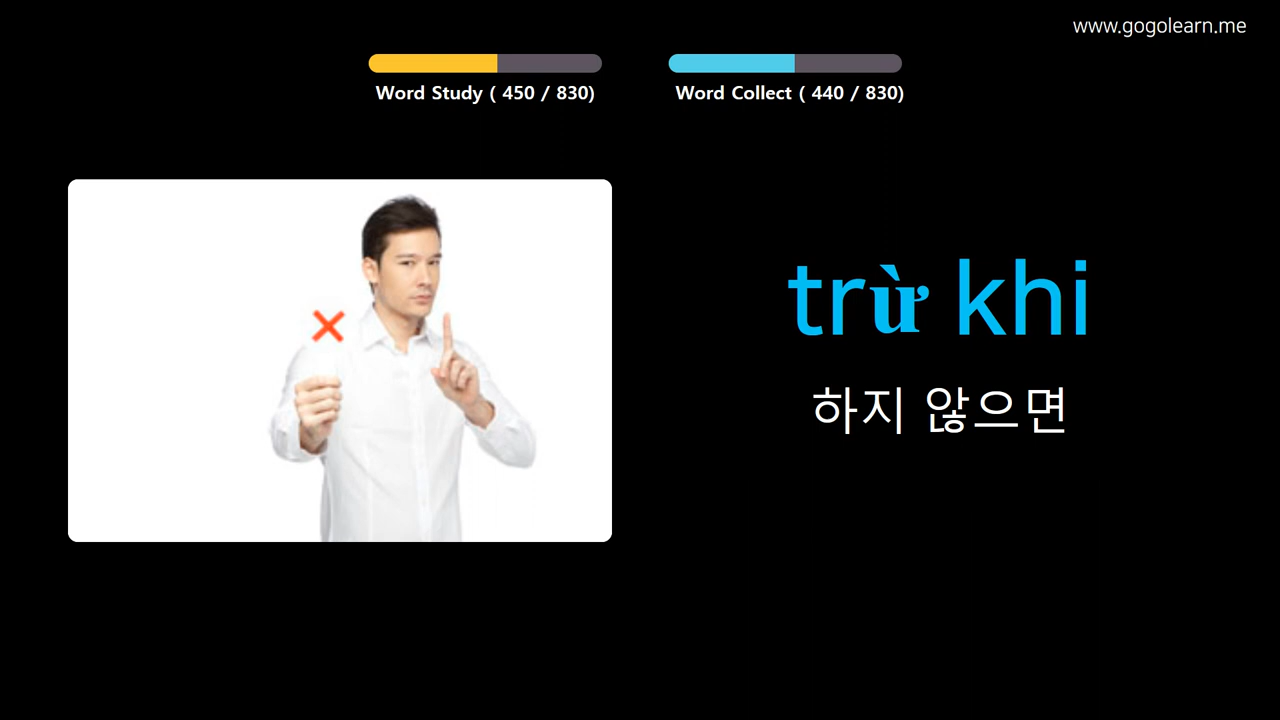 www.gogolearn.me
Word Study ( 450 / 830)
Word Collect ( 440 / 830)
trừ khi
하지 않으면